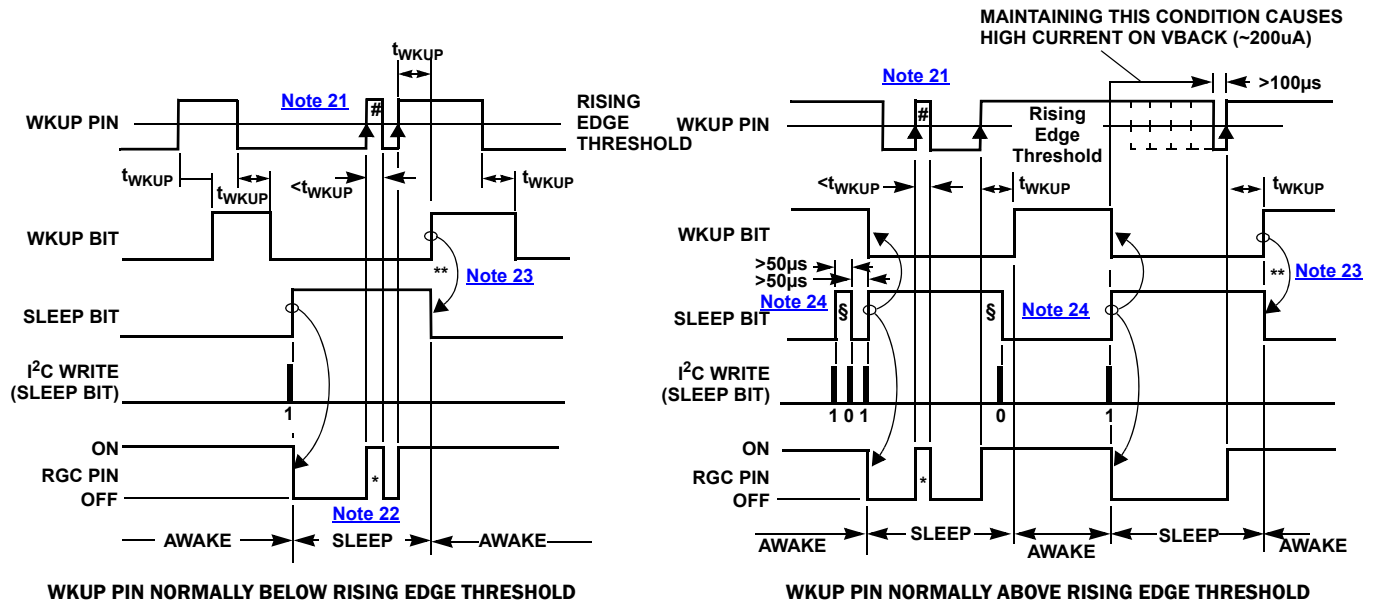 tWKUP
Note 21
#
RISING
EDGE
THRESHOLD
WKUP PIN
tWKUP
tWKUP
<tWKUP
tWKUP
WKUP BIT
**
Note 23
SLEEP BIT
I2C WRITE
(SLEEP BIT)
1
ON
RGC PIN
OFF
*
Note 22
AWAKE
SLEEP
AWAKE
WKUP PIN NORMALLY BELOW RISING EDGE THRESHOLD
MAINTAINING THIS CONDITION CAUSES
HIGH CURRENT ON VBACK (~200uA)
Note 21
>100µs
#
WKUP PIN
Rising
Edge
Threshold
<tWKUP
tWKUP
tWKUP
WKUP BIT
>50µs
>50µs
**
Note 23
Note 24
§
§
Note 24
SLEEP BIT
I2C WRITE
(SLEEP BIT)
1 0 1
0
1
ON
RGC PIN
OFF
*
AWAKE
SLEEP
AWAKE
SLEEP
AWAKE
WKUP PIN NORMALLY ABOVE RISING EDGE THRESHOLD